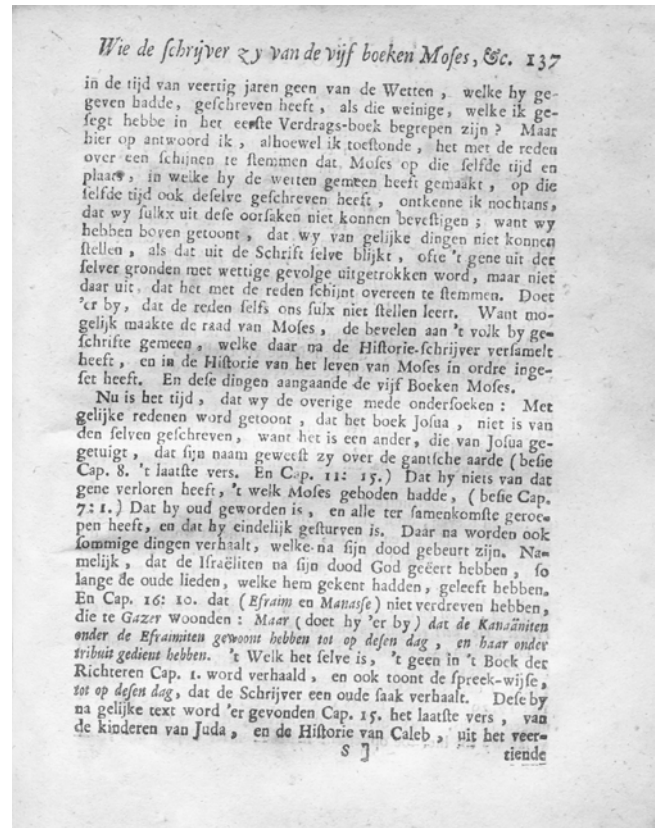 Wie de ſchrijver zy van de vijf boeken Moſes, &c. 137
in de tijd van veertig jaren geen van de Wetten , welke hy ge-
geven hadde, geſchreven heeft , als die weinige, welke ik ge-
ſegt hebbe in het eerſte Verdrags-boek begrepen zijn ? Maar
hier op antwoord ik , alhoewel ik toeſtonde , het met de reden
over een ſchijnen te ſtemmen dat Moſes op die ſelfde tijd en
plaats, in welke hy de wetten gemeen heeft gemaakt , op die
ſelfde tijd ook deſelve geſchreven heeft , ontkenne ik nochtans,
dat wy ſulkx uit deſe oorſaken niet konnen beveſtigen ; want wy
hebben boven getoont , dat wy van gelijke dingen niet konnen
ſtellen , als dat uit de Schrift ſelve blijkt , ofte 't gene uit der
ſelver gronden met wettige gevolge uitgetrokken word, maar niet
daar uit, dat het met de reden ſchijnt overeen te ſtemmen. Doet
'er by, dat de reden ſelfs ons ſulx niet ſtellen leert. Want mo-
gelijk maakte de raad van Moſes , de bevelen aan 't volk by ge-
ſchrifte gemeen , welke daar na de Hiſtorie-ſchrijver verſamelt
heeft , en in de Hiſtorie van het leven van Moſes in ordre inge-
ſet heeft. En deſe dingen aangaande de vijf Boeken Moſes.
Nu is het tijd , dat wy de overige mede onderſoeken : Met
gelijke redenen word getoont , dat het boek Joſua , niet is van
den ſelven geſchreven, want het is een ander, die van Joſua ge-
getuigt , dat ſijn naam geweeſt zy over de gantſche aarde ( beſie
Cap. 8. 't laatſte vers. En Cap. 11: 15.) Dat hy niets van dat
gene verloren heeft, 't welk Moſes geboden hadde , ( beſie Cap.
7: 1.) Dat hy oud geworden is , en alle ter ſamenkomſte geroe-
pen heeft, en dat hy eindelijk geſturven is. Daar na worden ook
ſommige dingen verhaalt, welke na ſijn dood gebeurt zijn. Na-
melijk , dat de Iſraëliten na ſijn dood God geëert hebben , ſo
lange de oude lieden, welke hem gekent hadden, geleeft hebben.
En Cap. 16: 10. dat (Efraim en Manaſſe) niet verdreven hebben,
die te Gazer woonden : Maar (doet hy 'er by) dat de Kanaäniten
onder de Efraimiten gewoont hebben tot op deſen dag , en haar onder
tribuit gedient hebben. 't Welk het ſelve is , 't geen in 't Boek der
Richteren Cap. 1. word verhaald , en ook toont de ſpreek-wijſe,
tot op deſen dag, dat de Schrijver een oude ſaak verhaalt. Deſe by
na gelijke text word 'er gevonden Cap. 15. het laatſte vers , van
de kinderen van Juda , en de Hiſtorie van Caleb , uit het veer-
S J tiende